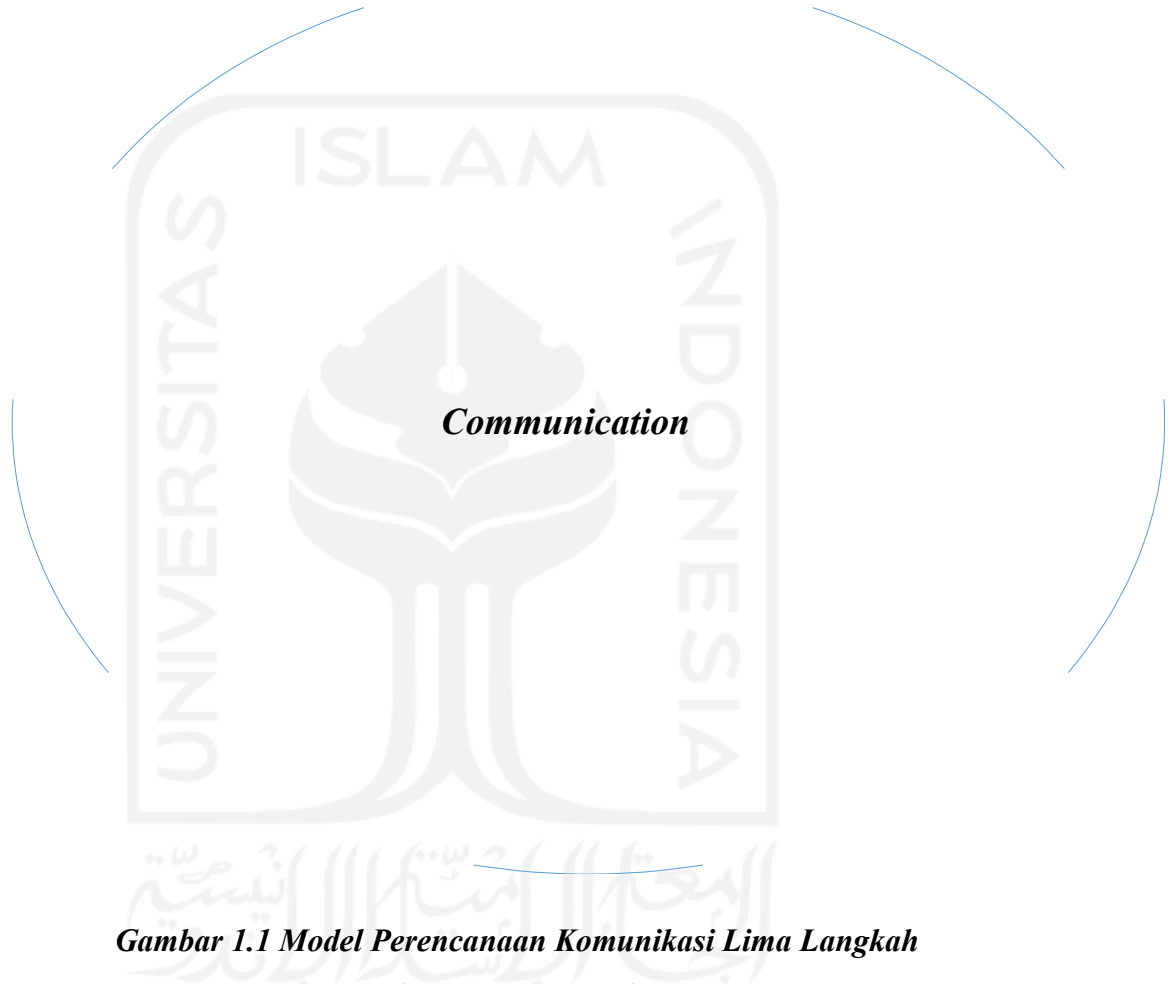 ISLAM
UNIVERSITAS
INDONESIA
Communication
Gambar 1.1 Model Perencanaan Komunikasi Lima Langkah